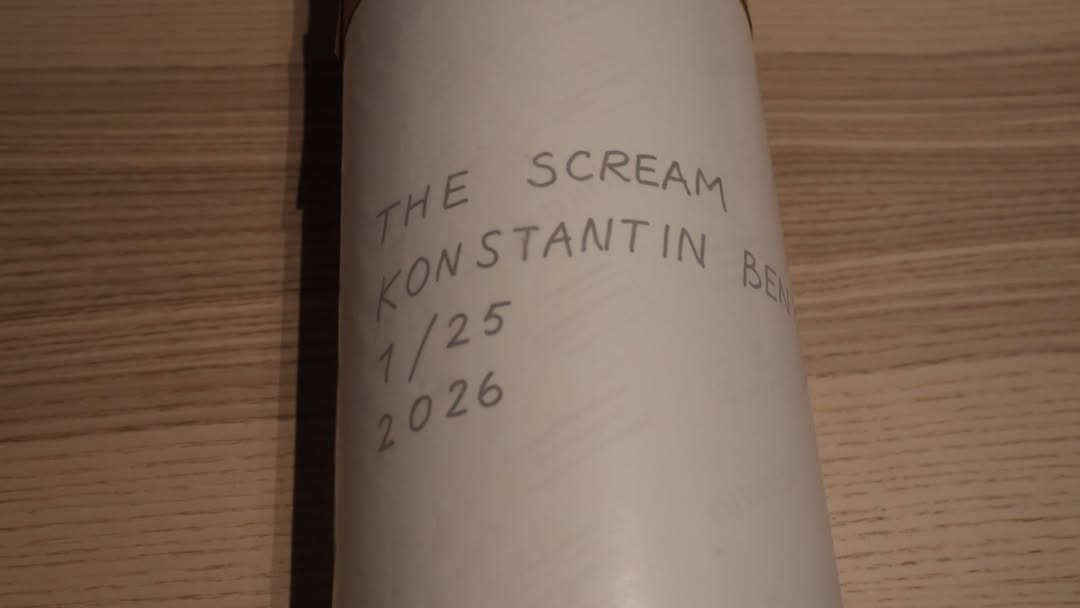 THE SCREAM
KONSTANTIN
1/25
2026